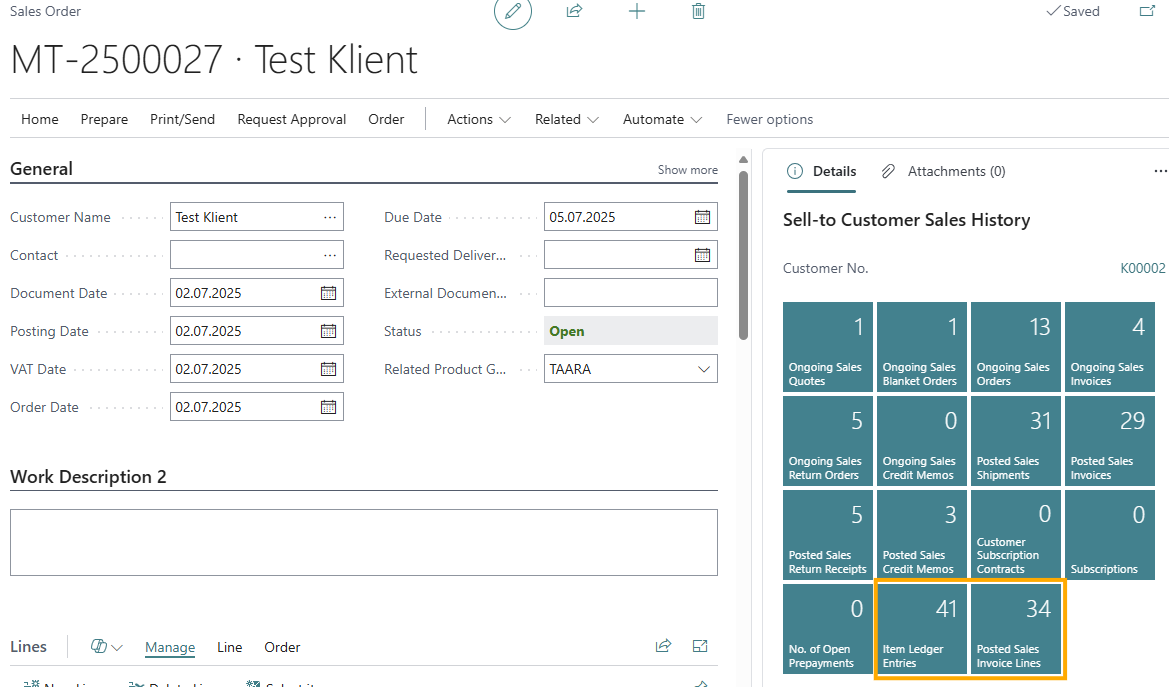 Sales Order
Saved
MT-2500027 · Test Klient
Home Prepare Print/Send Request Approval Order Actions Related Automate Fewer options
General Show more
Customer Name Test Klient ...
Contact ...
Document Date 02.07.2025
Posting Date 02.07.2025
VAT Date 02.07.2025
Order Date 02.07.2025
Due Date 05.07.2025
Requested Deliver...
External Documen...
Status Open
Related Product G... TAARA
Work Description 2
Lines Manage Line Order
Details Attachments (0) ...
Sell-to Customer Sales History
Customer No. K00002
1
Ongoing Sales
Quotes
1
Ongoing Sales
Blanket Orders
13
Ongoing Sales
Orders
4
Ongoing Sales
Invoices
5
Ongoing Sales
Return Orders
0
Ongoing Sales
Credit Memos
31
Posted Sales
Shipments
29
Posted Sales
Invoices
5
Posted Sales
Return Receipts
3
Posted Sales
Credit Memos
0
Customer
Subscription
Contracts
0
Subscriptions
0
No. of Open
Prepayments
41
Item Ledger
Entries
34
Posted Sales
Invoice Lines